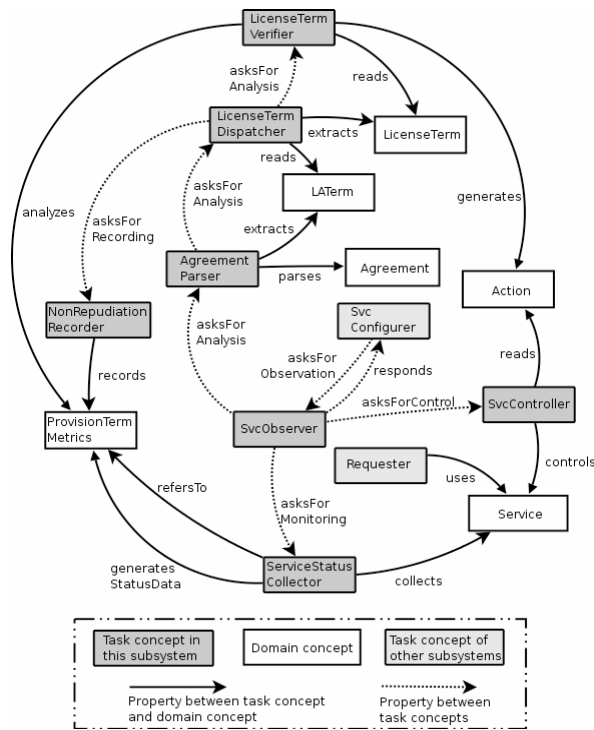 LicenseTerm
Verifier
asksFor
Analysis
reads
LicenseTerm
Dispatcher
extracts
LicenseTerm
reads
asksFor
Analysis
LATerm
generates
analyzes
asksFor
Recording
extracts
Agreement
Parser
parses
Agreement
Action
NonRepudiation
Recorder
Svc
Configurer
asksFor
Analysis
asksFor
Observation
responds
reads
records
asksForControl
SvcController
ProvisionTerm
Metrics
SvcObserver
Requester
uses
controls
refersTo
asksFor
Monitoring
Service
generates
StatusData
ServiceStatus
Collector
collects
Task concept in
this subsystem
Domain concept
Task concept of
other subsystems
Property between task concept
and domain concept
Property between
task concepts